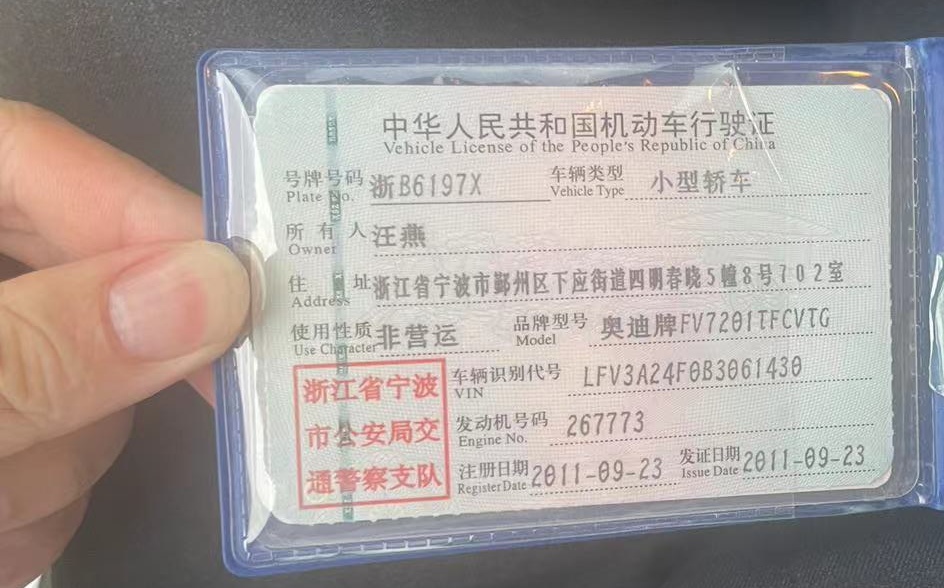 中华人民共和国机动车行驶证
Vehicle License of the People's Republic of China
号牌号码 浙B6197X 车辆类型 小型轿车
Plate No. Vehicle Type
所有人 汪燕
Owner
住址 浙江省宁波市鄞州区下应街道四明春晓5幢8号702室
Address
使用性质 非营运 品牌型号 奥迪牌FV7201TFCVTG
Use Character Model
浙江省宁波
市公安局交
通警察支队
车辆识别代号 LFV3A24F0B3061430
VIN
发动机号码 267773
Engine No.
注册日期 2011-09-23 发证日期 2011-09-23
Register Date Issue Date